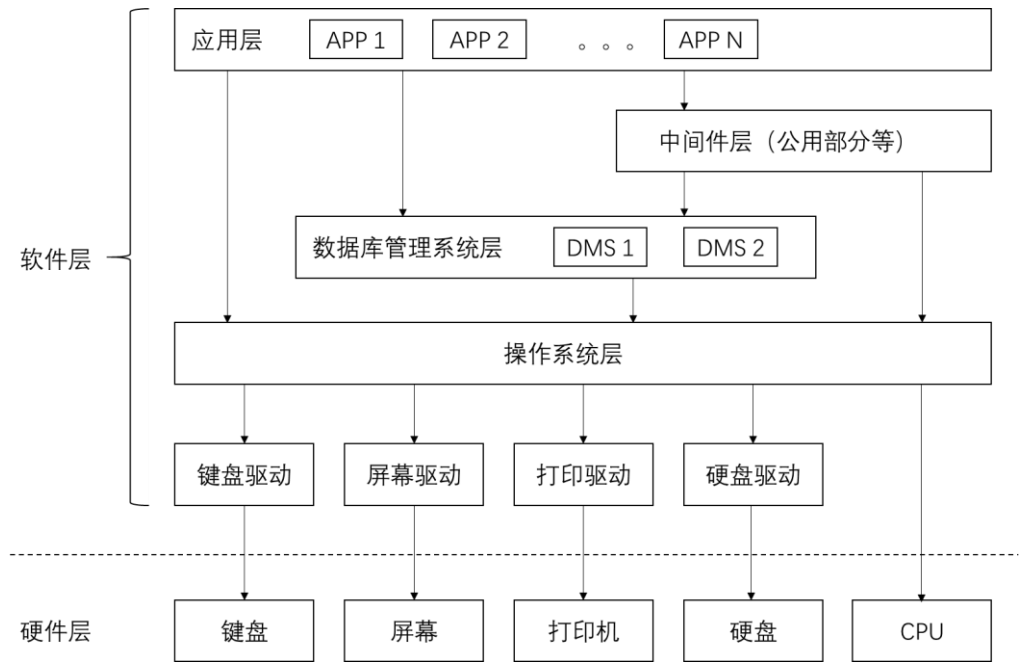 应用层 APP 1 APP 2 。。。 APP N
中间件层（公用部分等）
软件层
数据库管理系统层 DMS 1 DMS 2
操作系统层
键盘驱动 屏幕驱动 打印驱动 硬盘驱动
硬件层 键盘 屏幕 打印机 硬盘 CPU